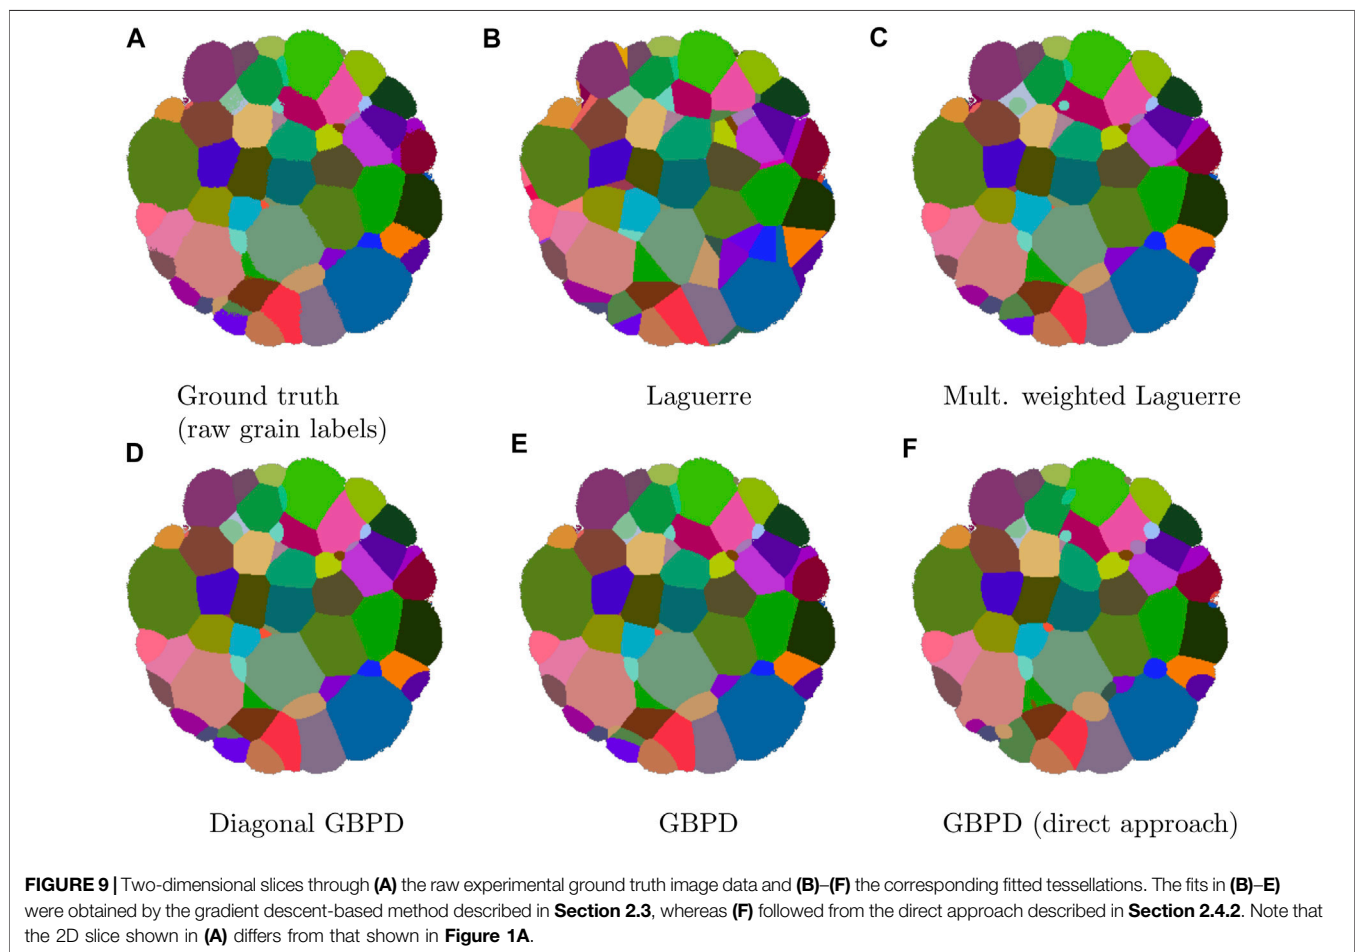 A
B
C
Ground truth
(raw grain labels)
Laguerre
Mult. weighted Laguerre
D
E
F
Diagonal GBPD
GBPD
GBPD (direct approach)
FIGURE 9 | Two-dimensional slices through (A) the raw experimental ground truth image data and (B)–(F) the corresponding fitted tessellations. The fits in (B)–E)
were obtained by the gradient descent-based method described in Section 2.3, whereas (F) followed from the direct approach described in Section 2.4.2. Note that
the 2D slice shown in (A) differs from that shown in Figure 1A.